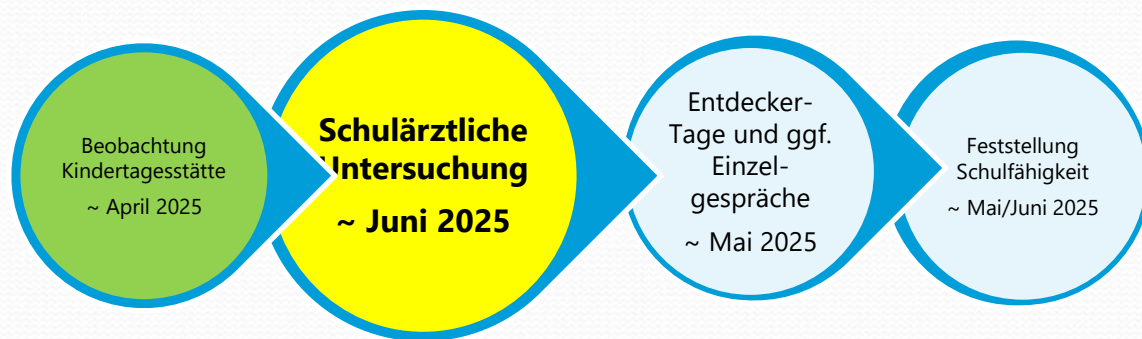 Beobachtung
Kindertagesstätte
~ April 2025
Schulärztliche
Untersuchung
~ Juni 2025
Entdecker-
Tage und ggf.
Einzel-
gespräche
~ Mai 2025
Feststellung
Schulfähigkeit
~ Mai/Juni 2025